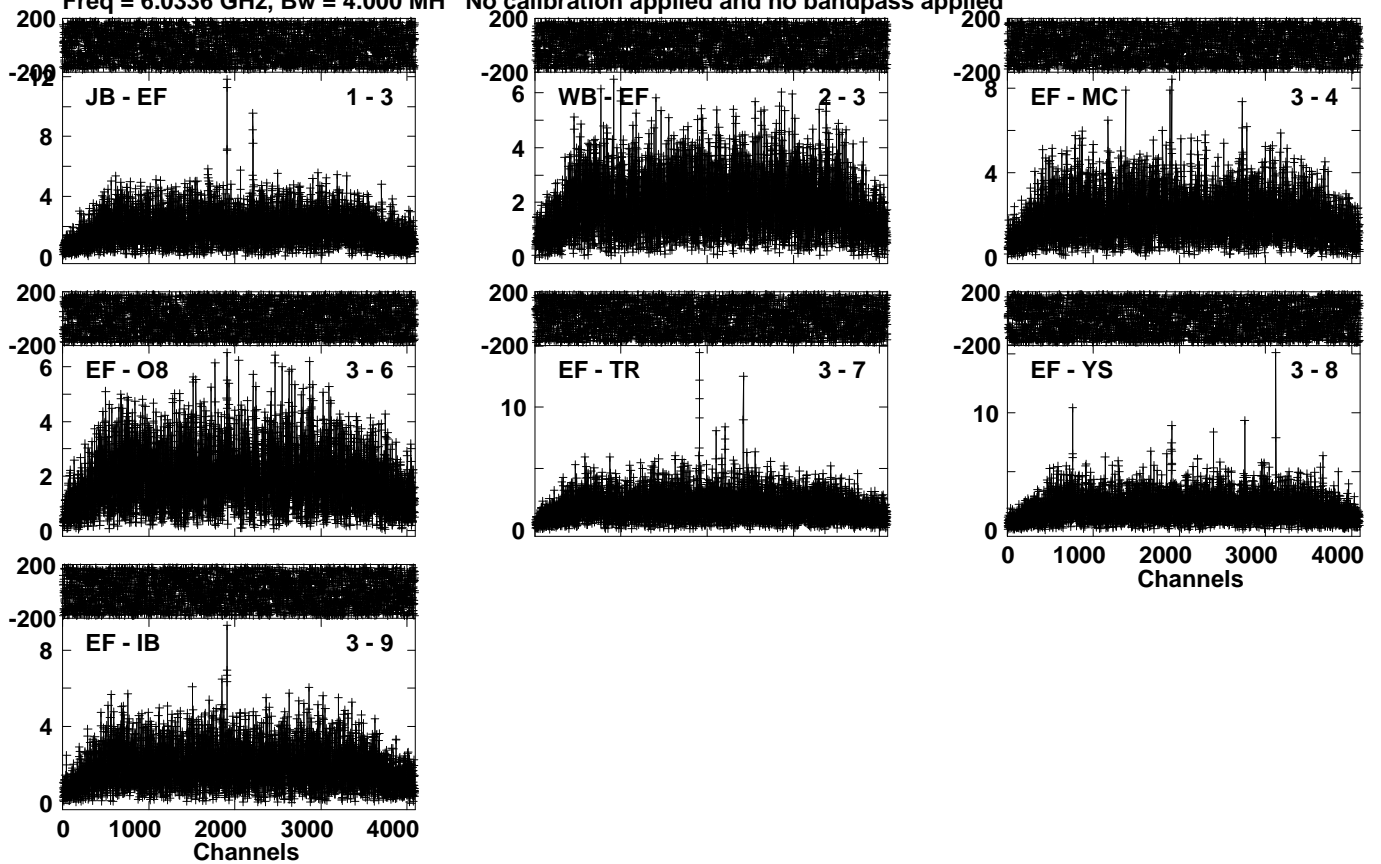 Freq = 6.0336 GHz, Bw = 4.000 MH No calibration applied and no bandpass applied
200 200 200
-200 -200 -200
12 6 8
JB - EF 1 - 3 WB - EF 2 - 3 EF - MC 3 - 4
8 4 4
4 2
0 0 0
200 200 200
-200 -200 -200
6
EF - O8 3 - 6 EF - TR 3 - 7 EF - YS 3 - 8
4 10 10
2
0 0 0
0 1000 2000 3000 4000
Channels
200
-200
EF - IB 3 - 9
8
4
0
0 1000 2000 3000 4000
Channels